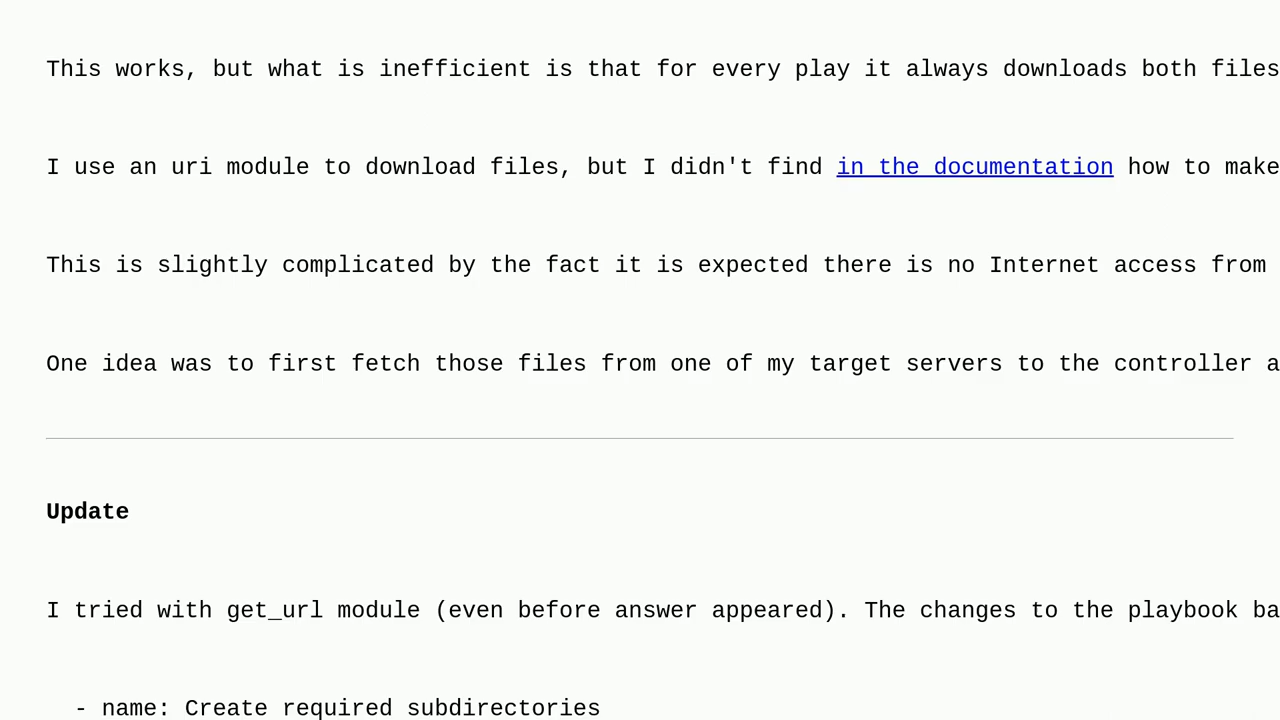 This works, but what is inefficient is that for every play it always downloads both files
I use an uri module to download files, but I didn't find in the documentation how to make
This is slightly complicated by the fact it is expected there is no Internet access from
One idea was to first fetch those files from one of my target servers to the controller a
Update
I tried with get_url module (even before answer appeared). The changes to the playbook ba
- name: Create required subdirectories